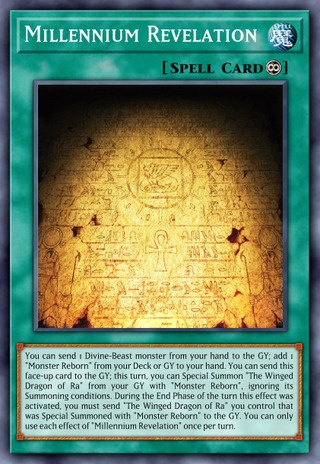 Millennium Revelation
[Spell Card]
You can send 1 Divine-Beast monster from your hand to the GY; add 1
"Monster Reborn" from your Deck or GY to your hand. You can send this
face-up card to the GY; this turn, you can Special Summon "The Winged
Dragon of Ra" from your GY with "Monster Reborn", ignoring its
Summoning conditions. During the End Phase of the turn this effect was
activated, you must send "The Winged Dragon of Ra" you control that
was Special Summoned with "Monster Reborn" to the GY. You can only
use each effect of "Millennium Revelation" once per turn.